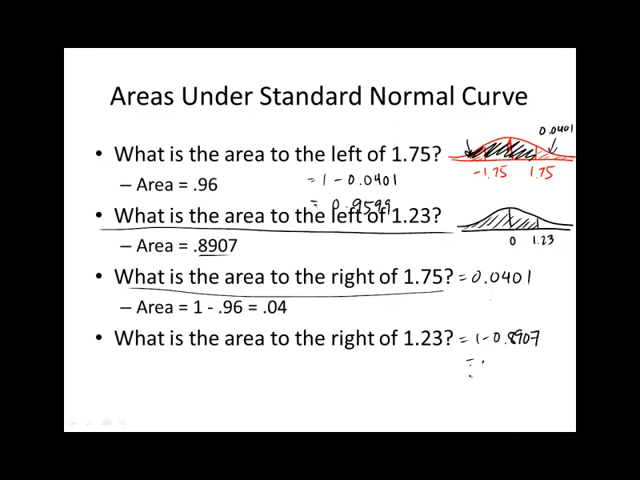 Areas Under Standard Normal Curve
0.0401
• What is the area to the left of 1.75?
-1.75 1.75
– Area = .96
= 1 - 0.0401
= 0.9599
• What is the area to the left of 1.23?
0 1.23
– Area = .8907
• What is the area to the right of 1.75? = 0.0401
– Area = 1 - .96 = .04
• What is the area to the right of 1.23? = 1 - 0.8907